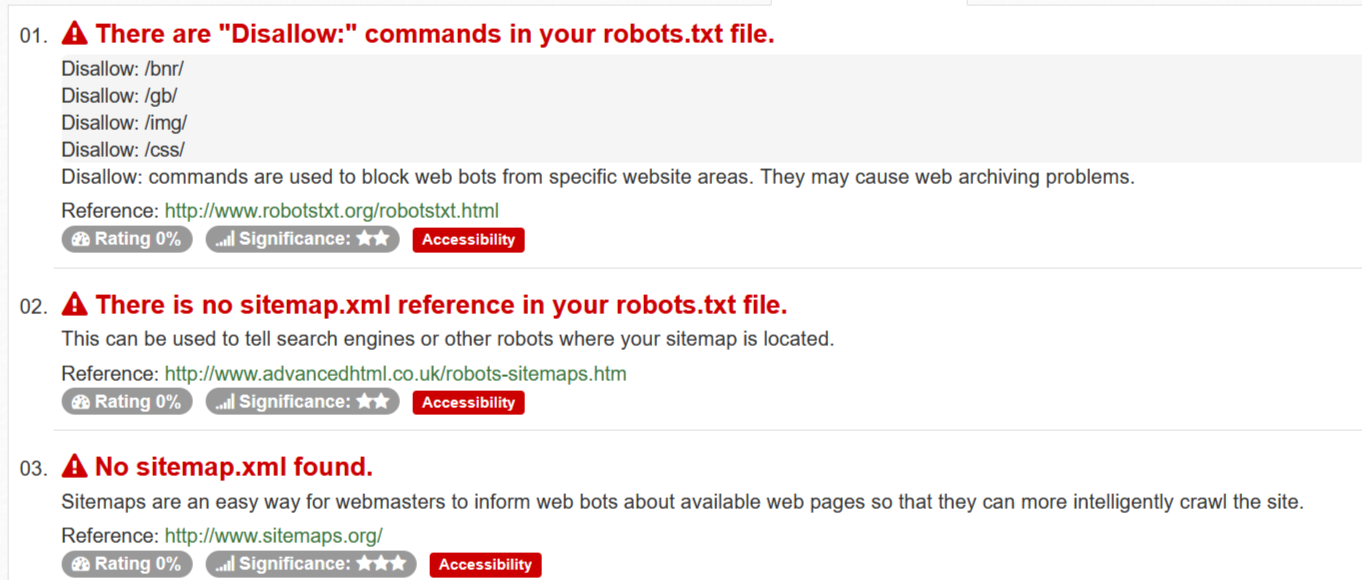 01. There are "Disallow:" commands in your robots.txt file.
Disallow: /bnr/
Disallow: /gb/
Disallow: /img/
Disallow: /css/
Disallow: commands are used to block web bots from specific website areas. They may cause web archiving problems.
Reference: http://www.robotstxt.org/robotstxt.html
Rating 0% Significance: Accessibility
02. There is no sitemap.xml reference in your robots.txt file.
This can be used to tell search engines or other robots where your sitemap is located.
Reference: http://www.advancedhtml.co.uk/robots-sitemaps.htm
Rating 0% Significance: Accessibility
03. No sitemap.xml found.
Sitemaps are an easy way for webmasters to inform web bots about available web pages so that they can more intelligently crawl the site.
Reference: http://www.sitemaps.org/
Rating 0% Significance: Accessibility